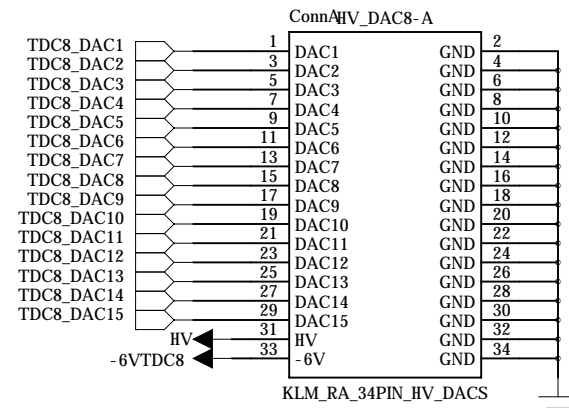 ConnA HV_DAC8-A
TDC8_DAC1 1 DAC1 GND 2
TDC8_DAC2 3 DAC2 GND 4
TDC8_DAC3 5 DAC3 GND 6
TDC8_DAC4 7 DAC4 GND 8
TDC8_DAC5 9 DAC5 GND 10
TDC8_DAC6 11 DAC6 GND 12
TDC8_DAC7 13 DAC7 GND 14
TDC8_DAC8 15 DAC8 GND 16
TDC8_DAC9 17 DAC9 GND 18
TDC8_DAC10 19 DAC10 GND 20
TDC8_DAC11 21 DAC11 GND 22
TDC8_DAC12 23 DAC12 GND 24
TDC8_DAC13 25 DAC13 GND 26
TDC8_DAC14 27 DAC14 GND 28
TDC8_DAC15 29 DAC15 GND 30
HV 31 HV GND 32
-6VTDC8 33 -6V GND 34
KLM_RA_34PIN_HV_DACS